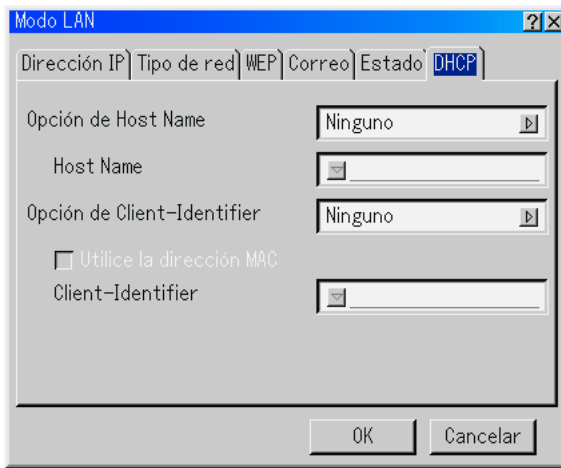 Modo LAN
Dirección IP Tipo de red WEP Correo Estado DHCP
Opción de Host Name Ninguno
Host Name
Opción de Client-Identifier Ninguno
Utilice la dirección MAC
Client-Identifier
OK Cancelar